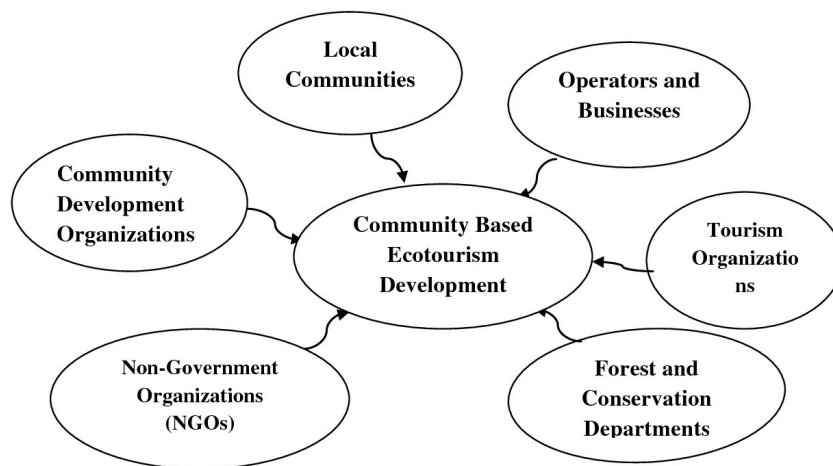 Local
Communities
Operators and
Businesses
Community
Development
Organizations
Community Based
Ecotourism
Development
Tourism
Organizatio
ns
Non-Government
Organizations
(NGOs)
Forest and
Conservation
Departments